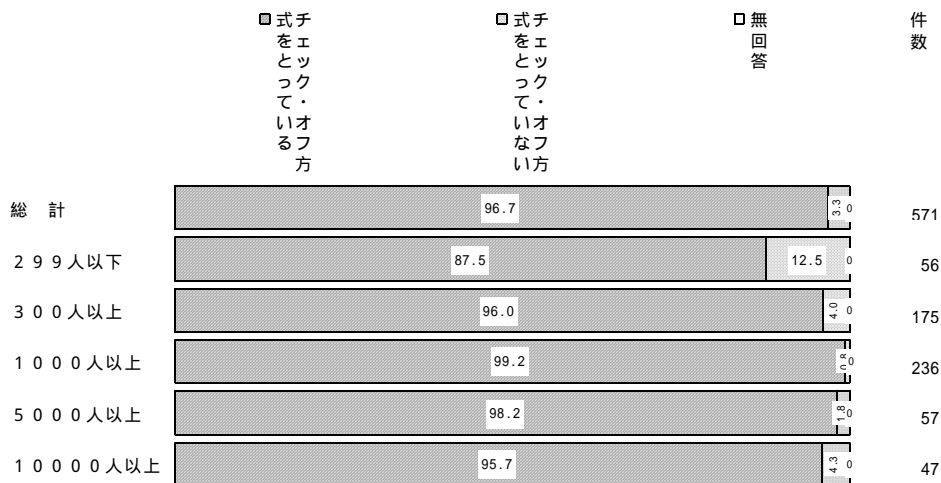 チェック・オフ方式をとっている
チェック・オフ方式をとっていない
無回答
件数
総 計 96.7 3.3 0 571
299人以下 87.5 12.5 0 56
300人以上 96.0 4.0 0 175
1000人以上 99.2 0.8 0 236
5000人以上 98.2 1.8 0 57
10000人以上 95.7 4.3 0 47